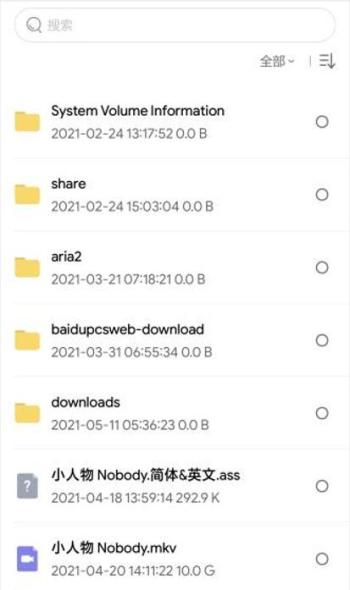 搜索
全部
System Volume Information
2021-02-24 13:17:52 0.0 B
share
2021-02-24 15:03:04 0.0 B
aria2
2021-03-21 07:18:21 0.0 B
baidupcsweb-download
2021-03-31 06:55:34 0.0 B
downloads
2021-05-11 05:36:23 0.0 B
?
小人物 Nobody.简体&英文.ass
2021-04-18 13:59:14 292.9 K
小人物 Nobody.mkv
2021-04-20 14:11:22 10.0 G